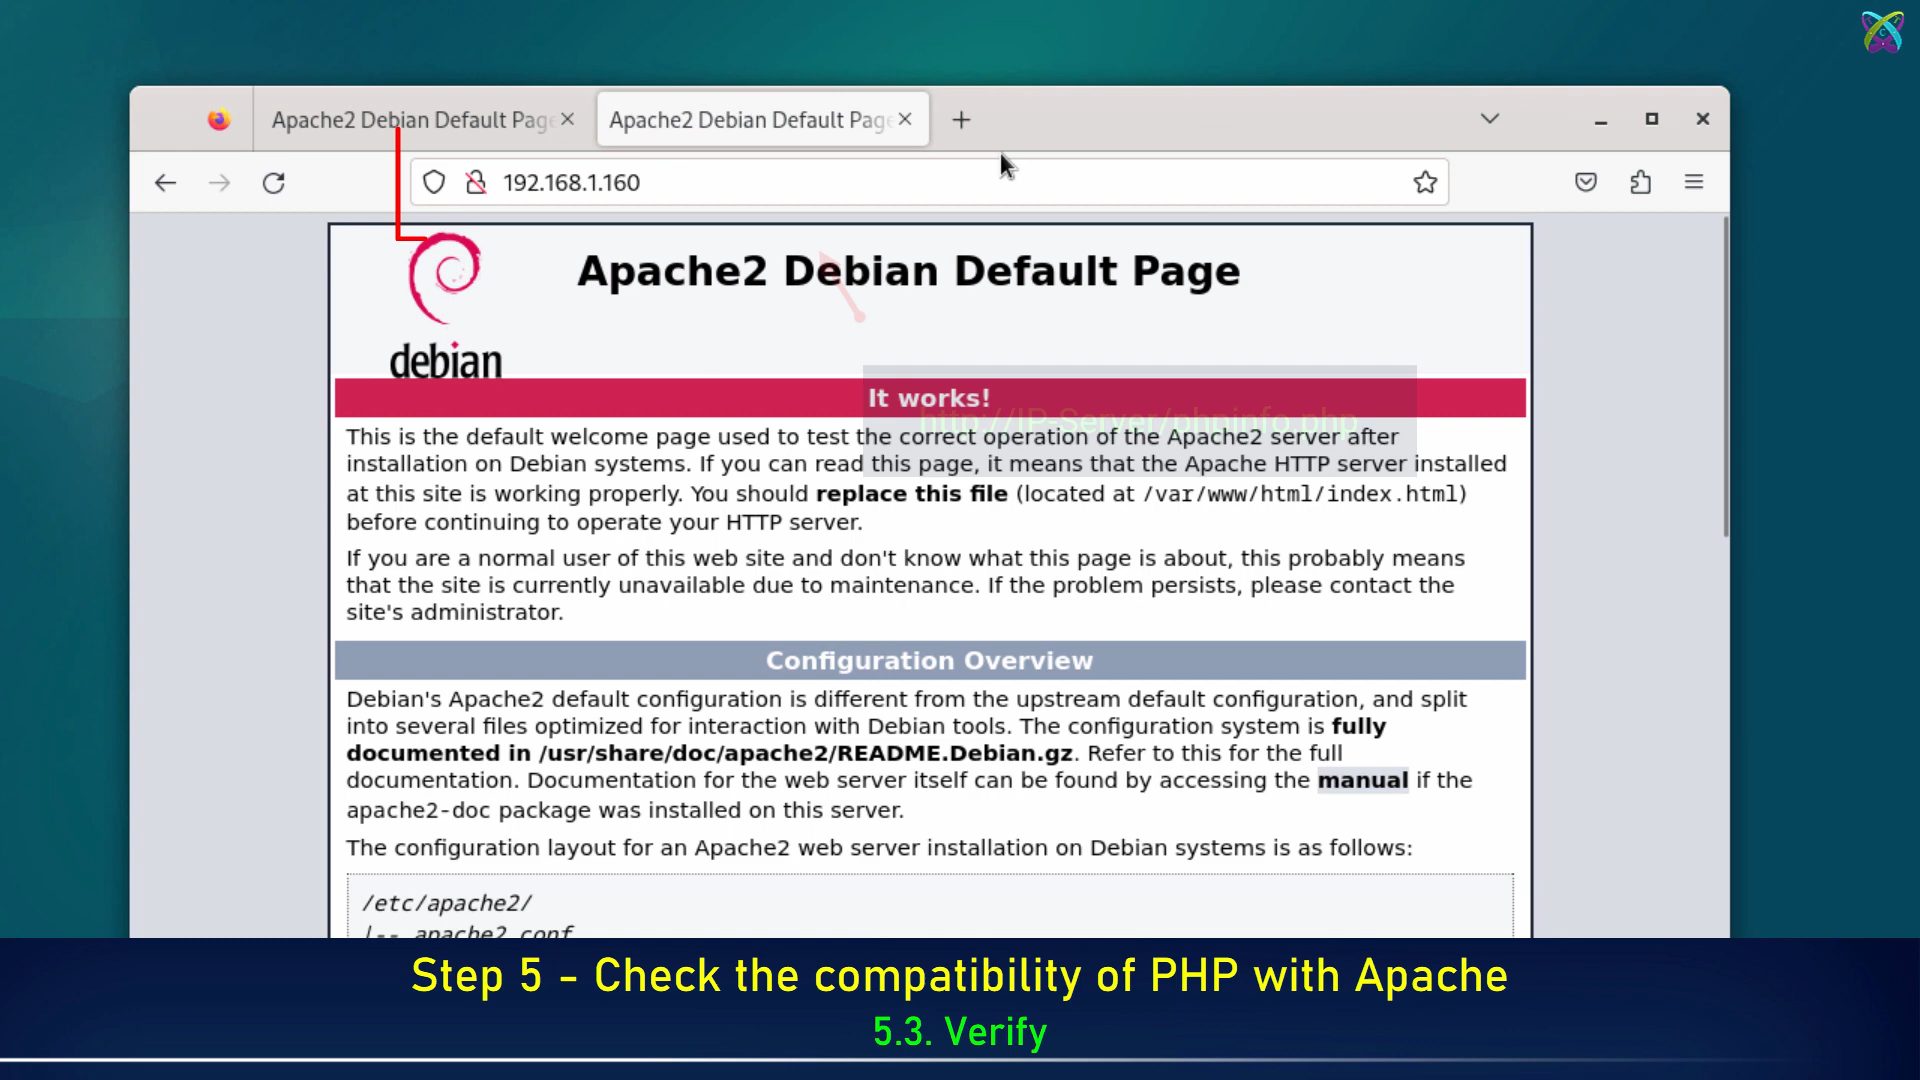 Apache2 Debian Default Page
Apache2 Debian Default Page
192.168.1.160
Apache2 Debian Default Page
debian
It works!
http://IP-Server/phpinfo.php
This is the default welcome page used to test the correct operation of the Apache2 server after
installation on Debian systems. If you can read this page, it means that the Apache HTTP server installed
at this site is working properly. You should replace this file (located at /var/www/html/index.html)
before continuing to operate your HTTP server.
If you are a normal user of this web site and don't know what this page is about, this probably means
that the site is currently unavailable due to maintenance. If the problem persists, please contact the
site's administrator.
Configuration Overview
Debian's Apache2 default configuration is different from the upstream default configuration, and split
into several files optimized for interaction with Debian tools. The configuration system is fully
documented in /usr/share/doc/apache2/README.Debian.gz. Refer to this for the full
documentation. Documentation for the web server itself can be found by accessing the manual if the
apache2-doc package was installed on this server.
The configuration layout for an Apache2 web server installation on Debian systems is as follows:
/etc/apache2/
|-- apache2.conf
Step 5 - Check the compatibility of PHP with Apache
5.3. Verify